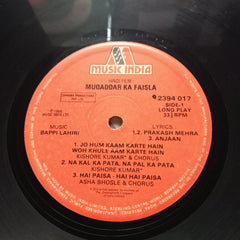 MUSIC INDIA
HINDI FILM
MUQADDAR KA FAISLA
2394 017
SIDE-1
LONG PLAY
33⅓ RPM
MUSIC
BAPPI LAHIRI
LYRICS
1,2. PRAKASH MEHRA
3. ANJAAN
1. JO HUM KAAM KARTE HAIN
WOH KHULE AAM KARTE HAIN
KISHORE KUMAR & CHORUS
2. NA KAL KA PATA, NA PAL KA PATA
KISHORE KUMAR
3. HAI PAISA - HAI HAI PAISA
ASHA BHOSLE & CHORUS